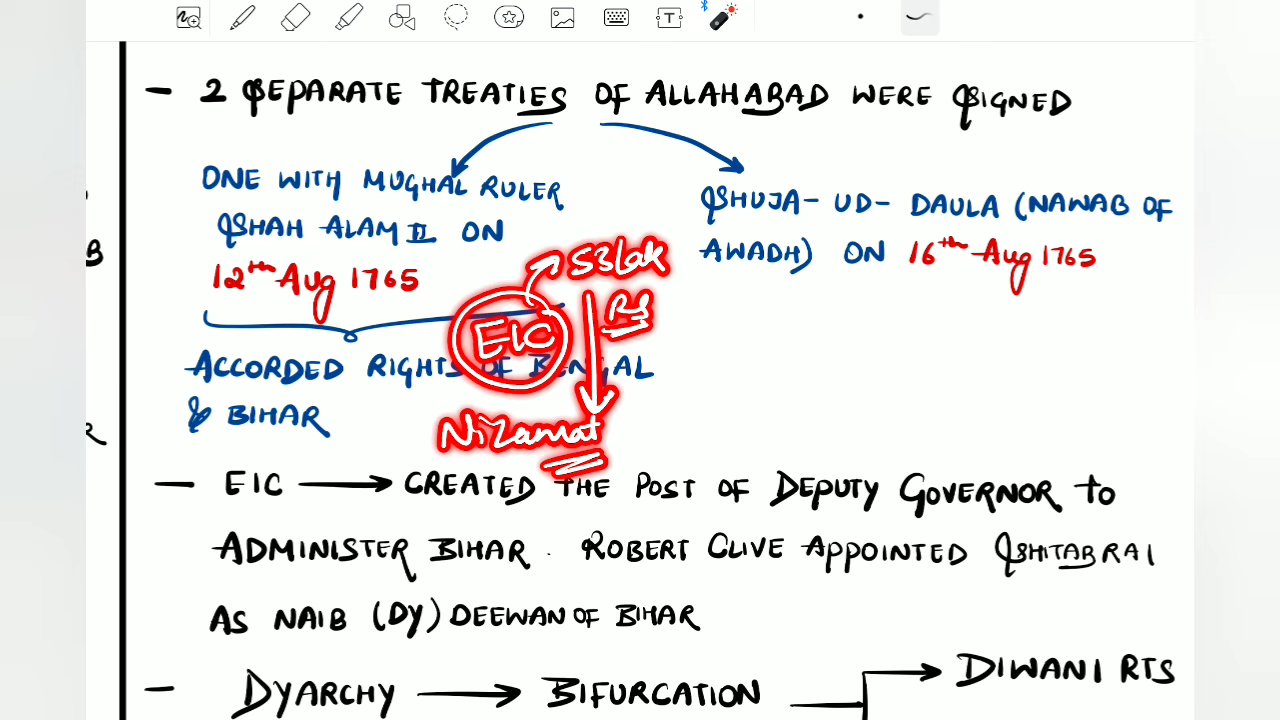 - 2 SEPARATE TREATIES OF ALLAHABAD WERE SIGNED
ONE WITH MUGHAL RULER
SHAH ALAM II ON
12th Aug 1765
SHUJA-UD-DAULA (NAWAB OF
AWADH) ON 16th Aug 1765
53lak
RS
EIC
ACCORDED RIGHTS OF BENGAL
& BIHAR
Nizamat
- EIC → CREATED THE POST OF DEPUTY GOVERNOR TO
ADMINISTER BIHAR. ROBERT CLIVE APPOINTED SHITAB RAI
AS NAIB (DY) DEEWAN OF BIHAR
- DYARCHY → BIFURCATION → DIWANI RTS
B
R
T